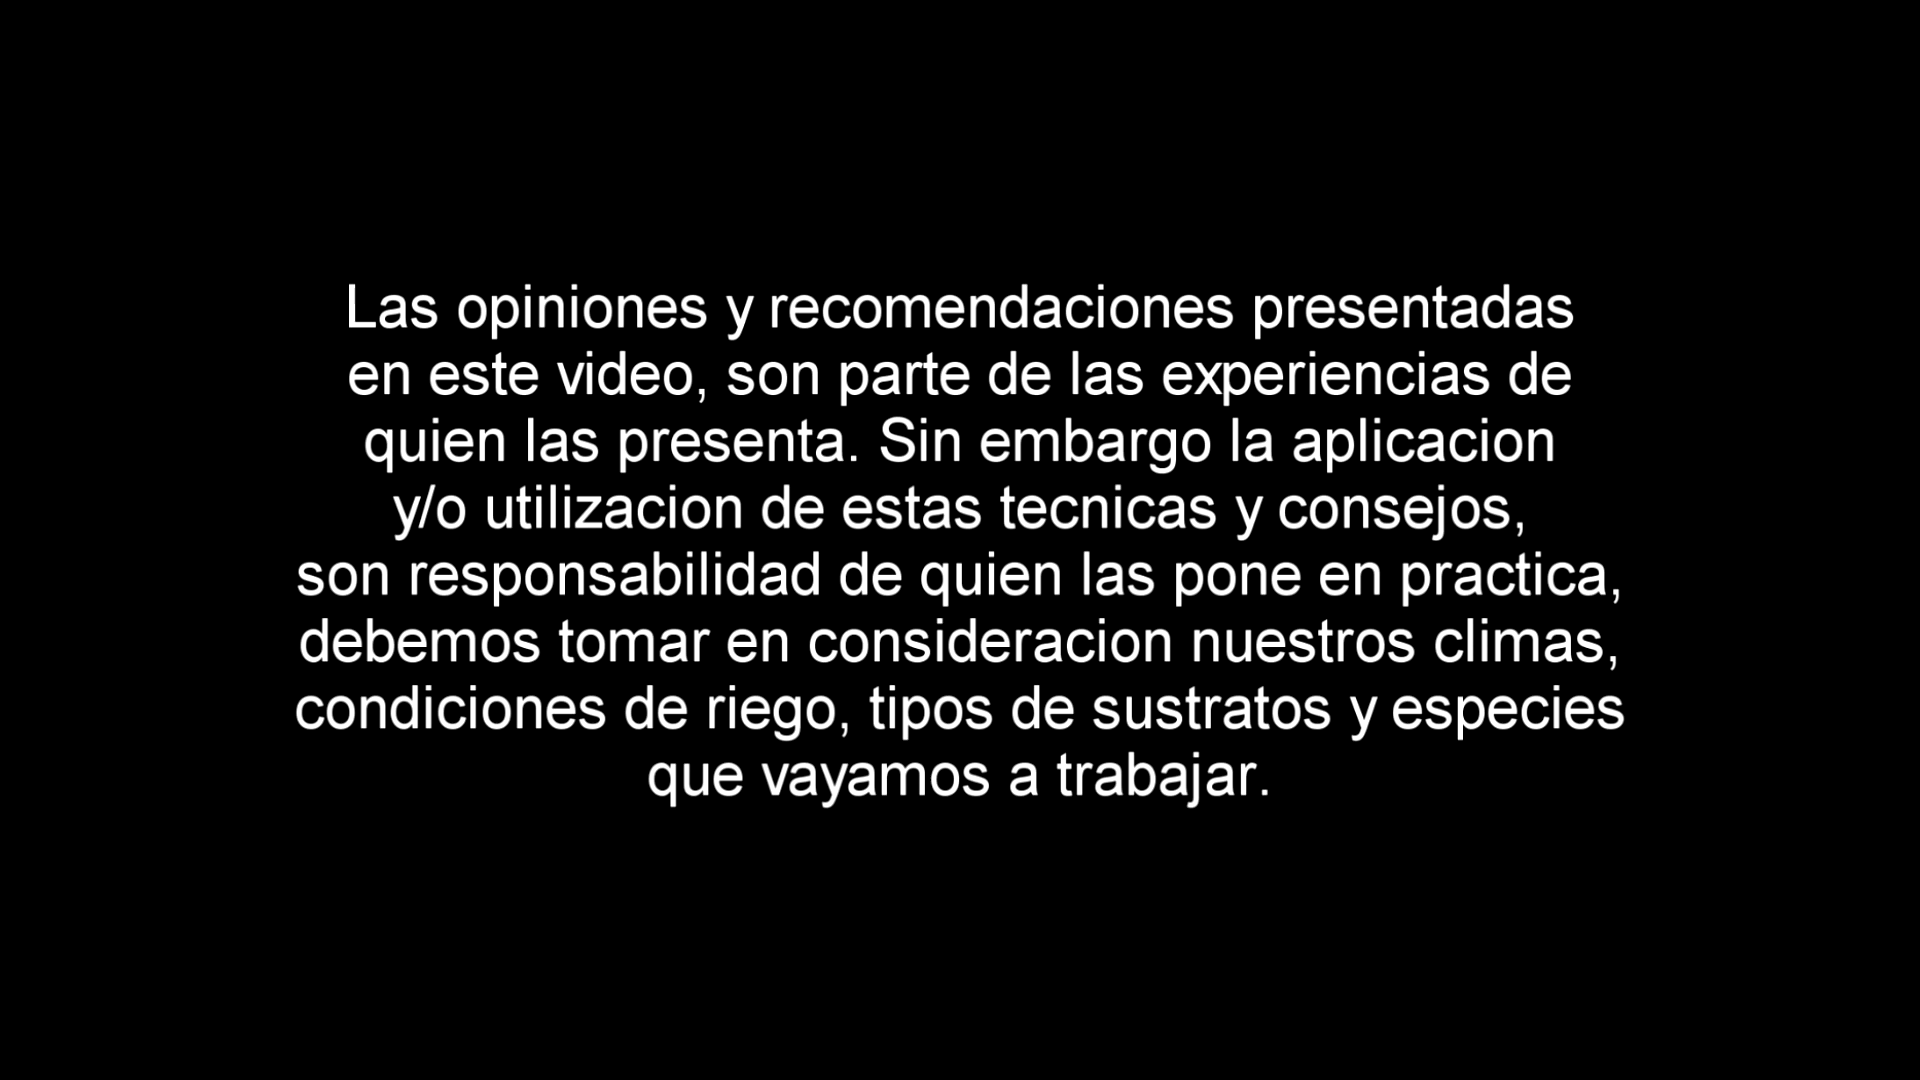 Las opiniones y recomendaciones presentadas
en este video, son parte de las experiencias de
quien las presenta. Sin embargo la aplicacion
y/o utilizacion de estas tecnicas y consejos,
son responsabilidad de quien las pone en practica,
debemos tomar en consideracion nuestros climas,
condiciones de riego, tipos de sustratos y especies
que vayamos a trabajar.